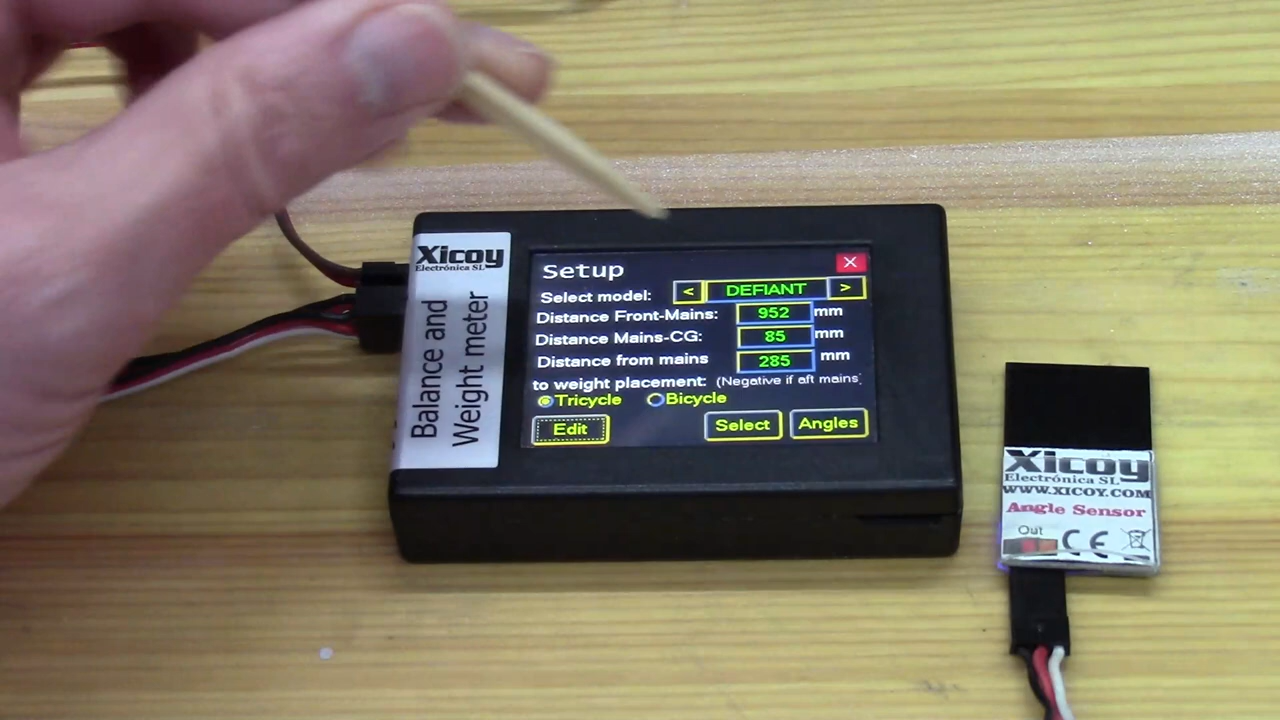 Xicoy
Electrónica SL
Balance and
Weight meter
Setup
X
Select model: < DEFIANT >
Distance Front-Mains: 952 mm
Distance Mains-CG: 85 mm
Distance from mains 285 mm
to weight placement: (Negative if aft mains
Tricycle Bicycle
Edit Select Angles
Xicoy
Electrónica SL
WWW.XICOY.COM
Angle Sensor
Out CE